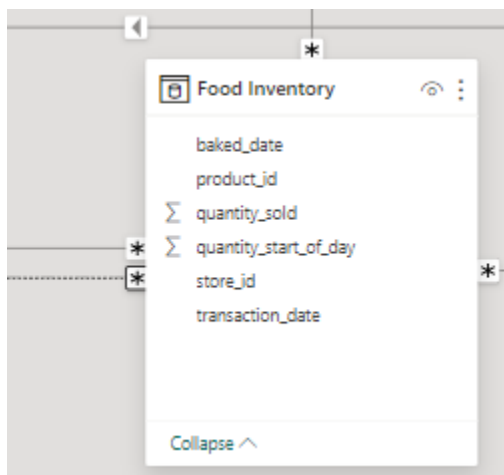 Food Inventory
baked_date
product_id
∑ quantity_sold
∑ quantity_start_of_day
store_id
transaction_date
Collapse